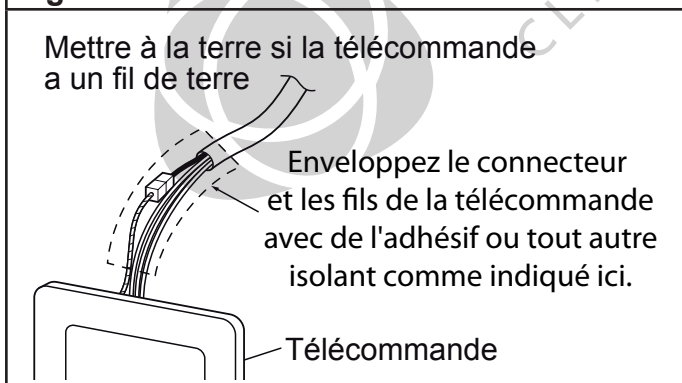 Mettre à la terre si la télécommande
a un fil de terre
Enveloppez le connecteur
et les fils de la télécommande
avec de l'adhésif ou tout autre
isolant comme indiqué ici.
Télécommande